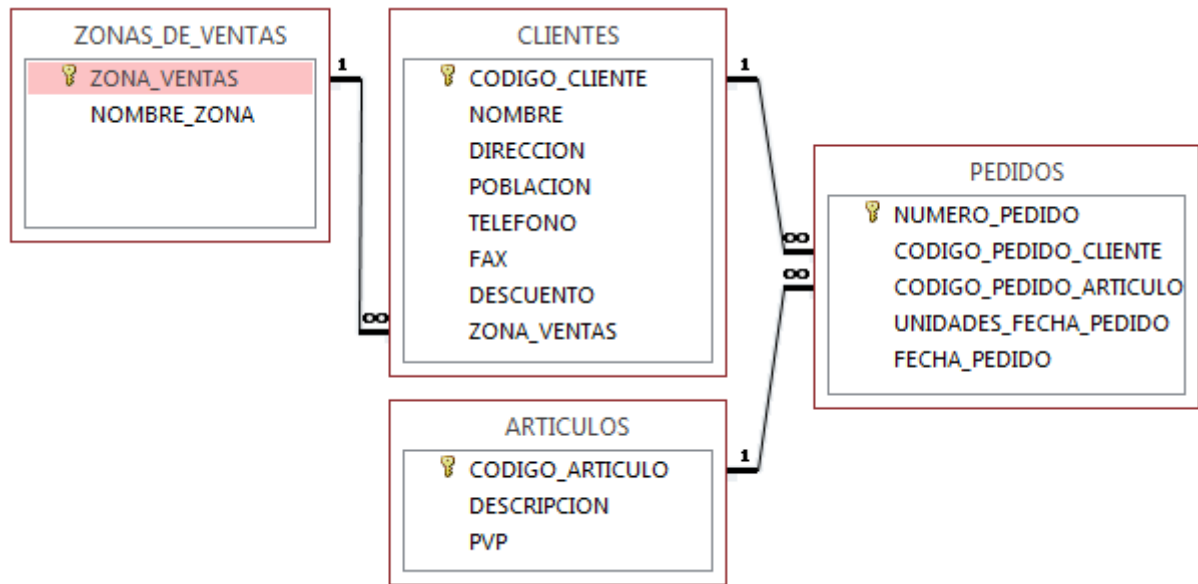 ZONAS_DE_VENTAS
ZONA_VENTAS
NOMBRE_ZONA
1
∞
CLIENTES
CODIGO_CLIENTE
NOMBRE
DIRECCION
POBLACION
TELEFONO
FAX
DESCUENTO
ZONA_VENTAS
1
∞
∞
PEDIDOS
NUMERO_PEDIDO
CODIGO_PEDIDO_CLIENTE
CODIGO_PEDIDO_ARTICULO
UNIDADES_FECHA_PEDIDO
FECHA_PEDIDO
ARTICULOS
CODIGO_ARTICULO
DESCRIPCION
PVP
1